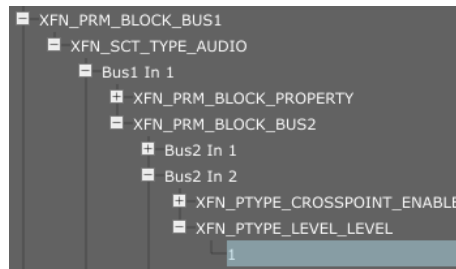 XFN_PRM_BLOCK_BUS1
XFN_SCT_TYPE_AUDIO
Bus1 In 1
XFN_PRM_BLOCK_PROPERTY
XFN_PRM_BLOCK_BUS2
Bus2 In 1
Bus2 In 2
XFN_PTYPE_CROSSPOINT_ENABLE
XFN_PTYPE_LEVEL_LEVEL
1